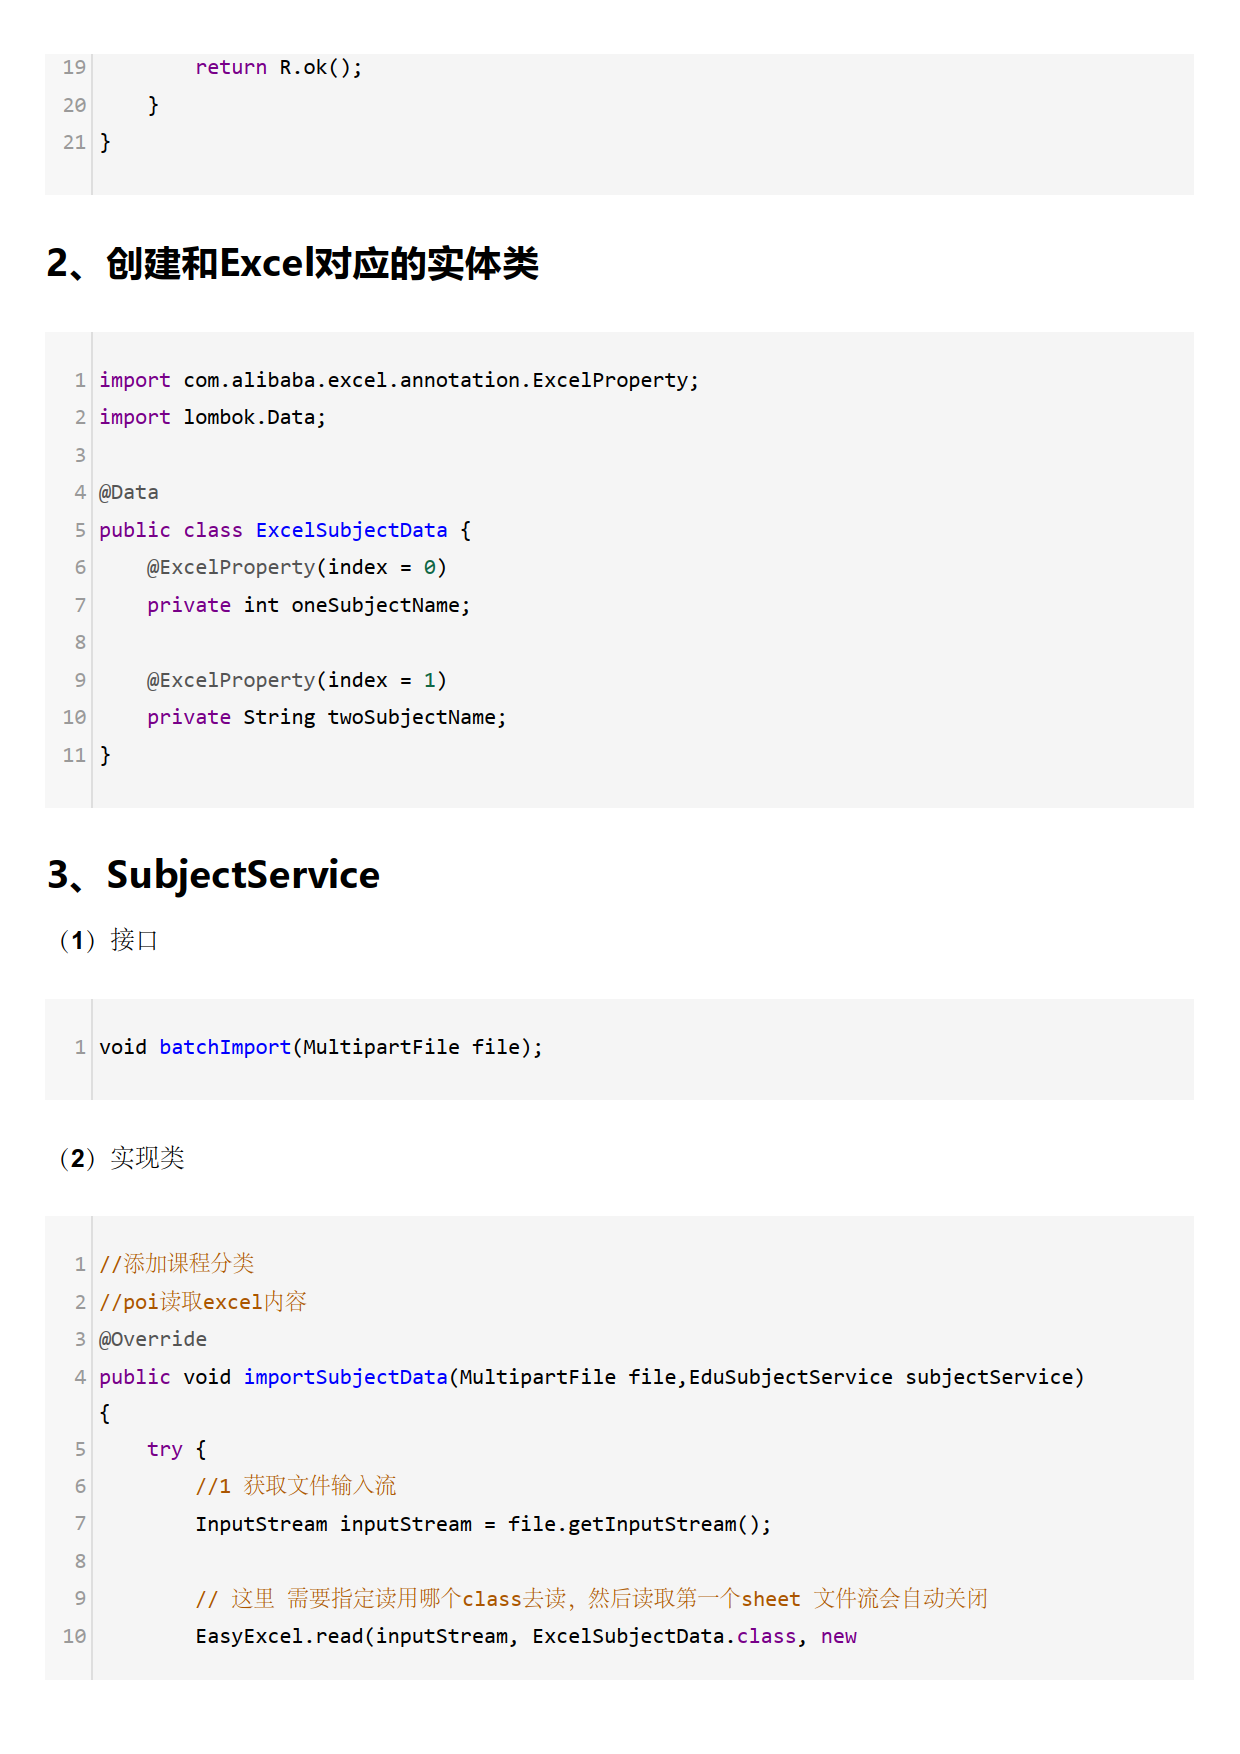 19         return R.ok();
20     }
21 }
2、创建和Excel对应的实体类
1 import com.alibaba.excel.annotation.ExcelProperty;
2 import lombok.Data;
3
4 @Data
5 public class ExcelSubjectData {
6     @ExcelProperty(index = 0)
7     private int oneSubjectName;
8
9     @ExcelProperty(index = 1)
10     private String twoSubjectName;
11 }
3、SubjectService
（1）接口
1 void batchImport(MultipartFile file);
（2）实现类
1 //添加课程分类
2 //poi读取excel内容
3 @Override
4 public void importSubjectData(MultipartFile file,EduSubjectService subjectService)
{
5     try {
6         //1 获取文件输入流
7         InputStream inputStream = file.getInputStream();
8
9         // 这里 需要指定读用哪个class去读，然后读取第一个sheet 文件流会自动关闭
10         EasyExcel.read(inputStream, ExcelSubjectData.class, new